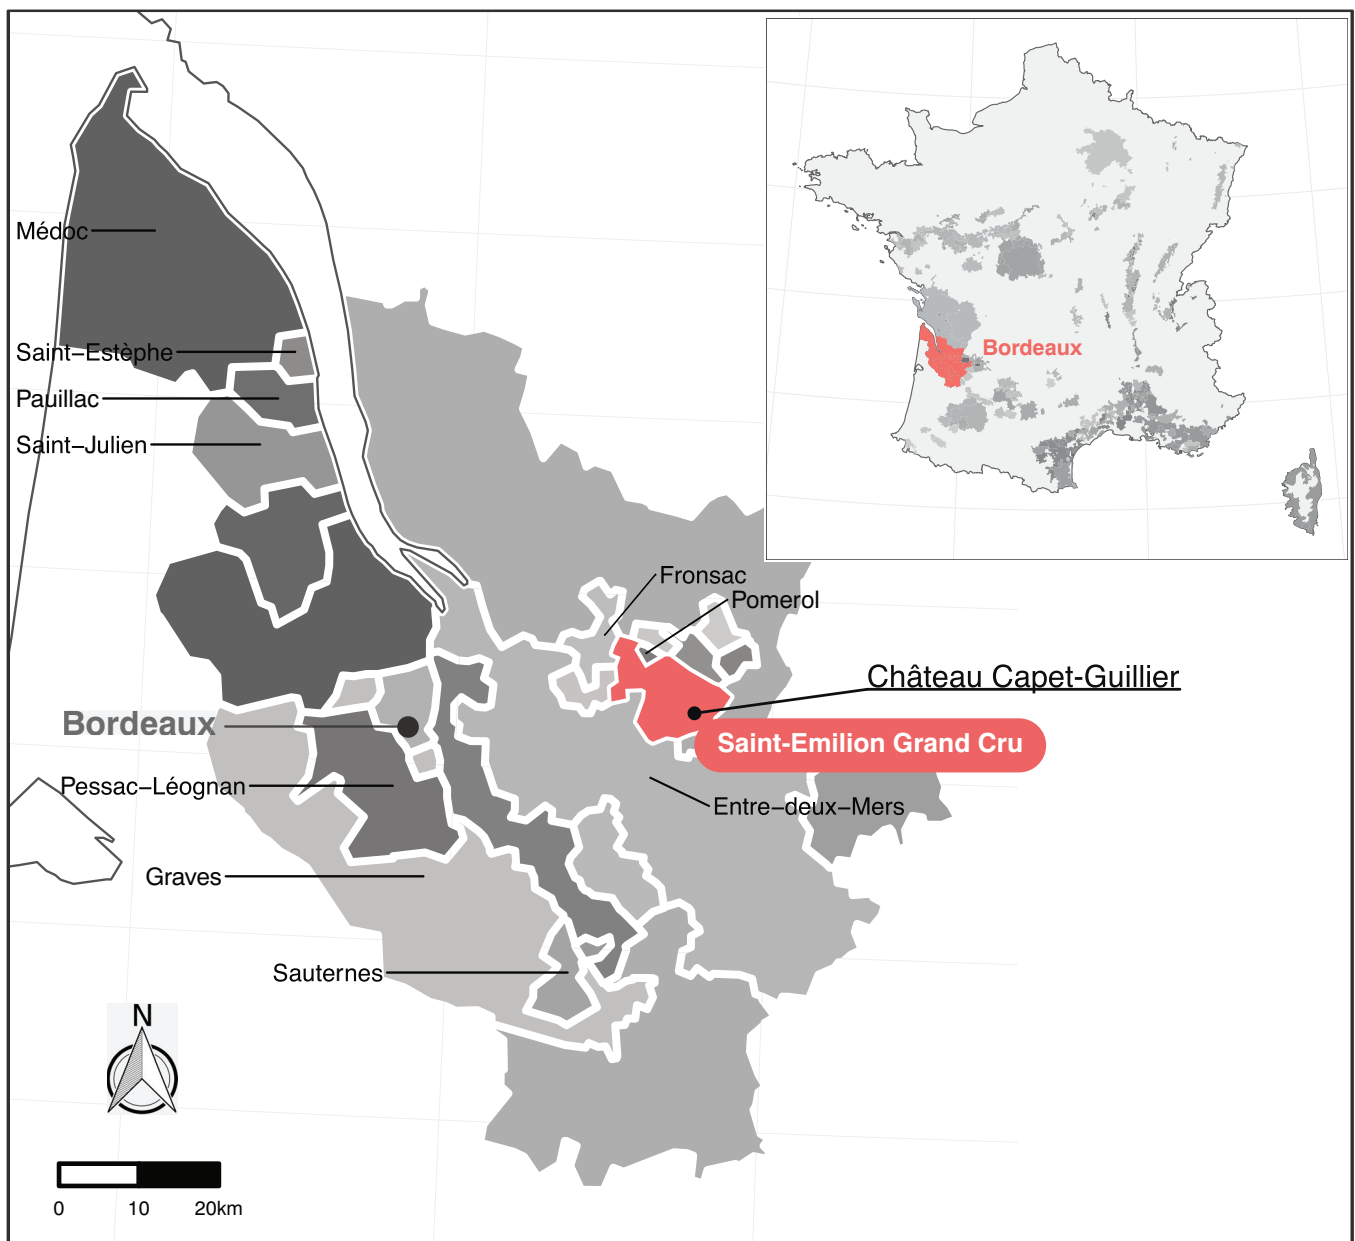 Médoc
Saint–Estèphe
Bordeaux
Pauillac
Saint–Julien
Fronsac
Pomerol
Château Capet-Guillier
Bordeaux
Saint-Emilion Grand Cru
Pessac–Léognan
Entre–deux–Mers
Graves
Sauternes
N
0 10 20km